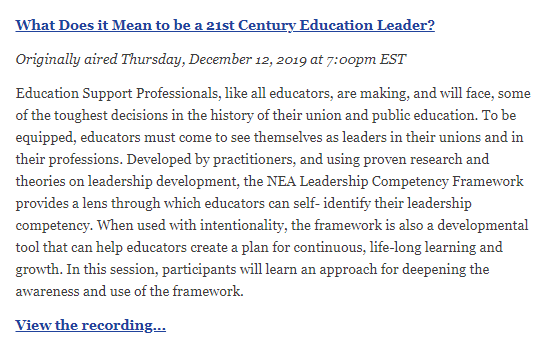 What Does it Mean to be a 21st Century Education Leader?
Originally aired Thursday, December 12, 2019 at 7:00pm EST
Education Support Professionals, like all educators, are making, and will face, some
of the toughest decisions in the history of their union and public education. To be
equipped, educators must come to see themselves as leaders in their unions and in
their professions. Developed by practitioners, and using proven research and
theories on leadership development, the NEA Leadership Competency Framework
provides a lens through which educators can self- identify their leadership
competency. When used with intentionality, the framework is also a developmental
tool that can help educators create a plan for continuous, life-long learning and
growth. In this session, participants will learn an approach for deepening the
awareness and use of the framework.
View the recording...